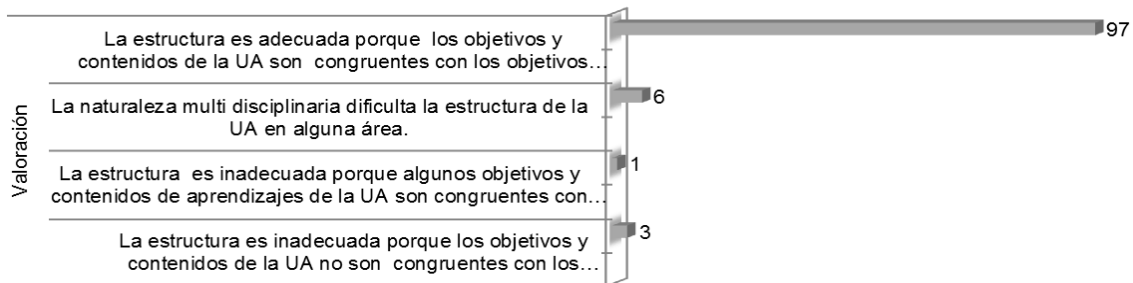 La estructura es adecuada porque los objetivos y
contenidos de la UA son congruentes con los objetivos…
97
La naturaleza multi disciplinaria dificulta la estructura de la
UA en alguna área.
6
Valoración
La estructura es inadecuada porque algunos objetivos y
contenidos de aprendizajes de la UA son congruentes con…
1
La estructura es inadecuada porque los objetivos y
contenidos de la UA no son congruentes con los…
3